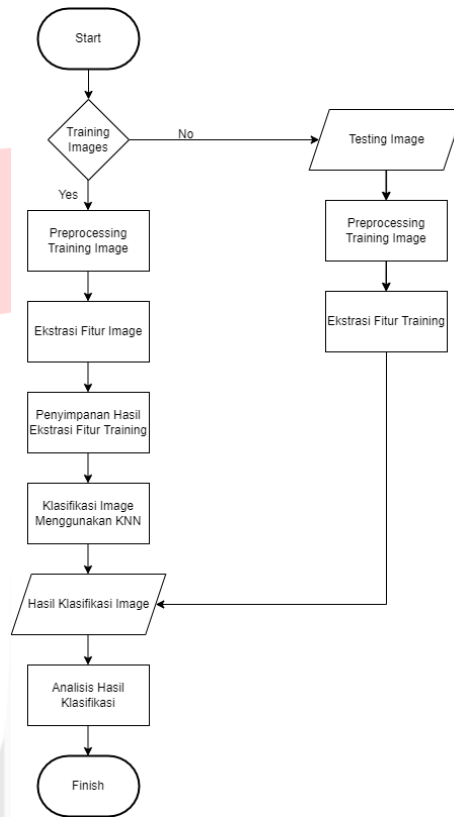 Start
Training
Images
No
Testing Image
Yes
Preprocessing
Training Image
Preprocessing
Training Image
Ekstrasi Fitur Image
Ekstrasi Fitur Training
Penyimpanan Hasil
Ekstrasi Fitur Training
Klasifikasi Image
Menggunakan KNN
Hasil Klasifikasi Image
Analisis Hasil
Klasifikasi
Finish